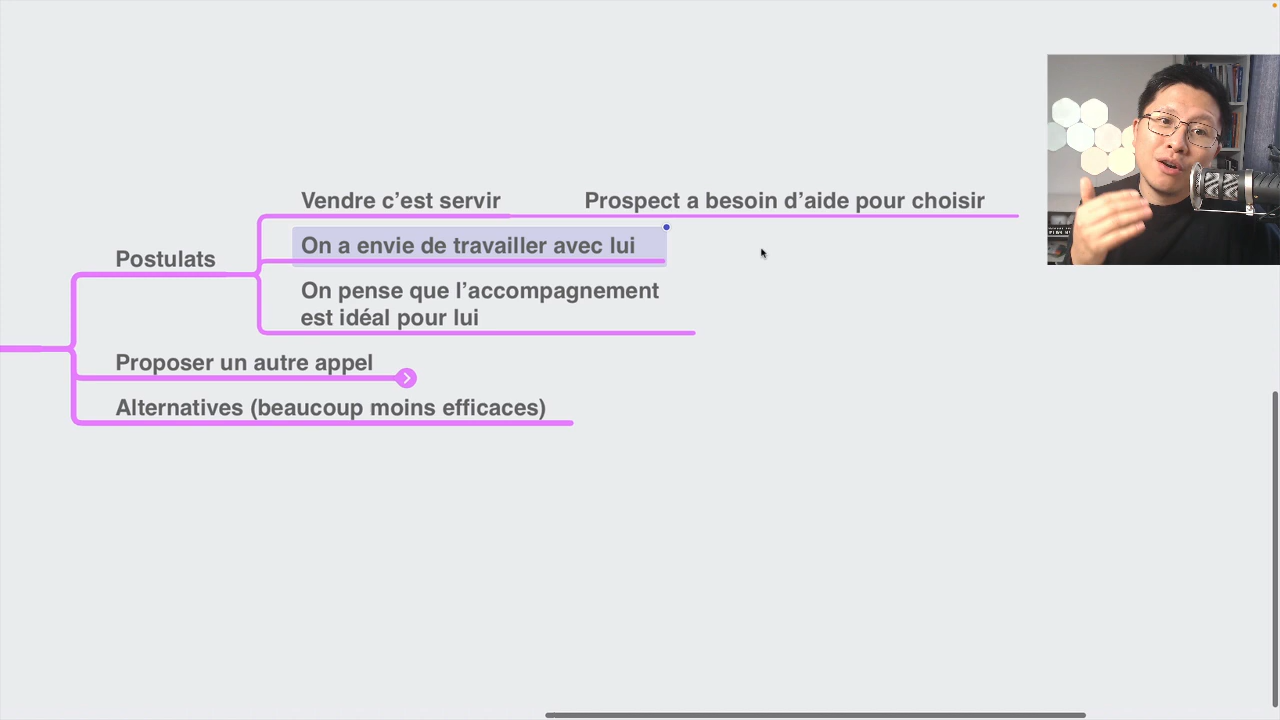 Vendre c’est servir
Prospect a besoin d’aide pour choisir
On a envie de travailler avec lui
Postulats
On pense que l’accompagnement
est idéal pour lui
Proposer un autre appel
Alternatives (beaucoup moins efficaces)